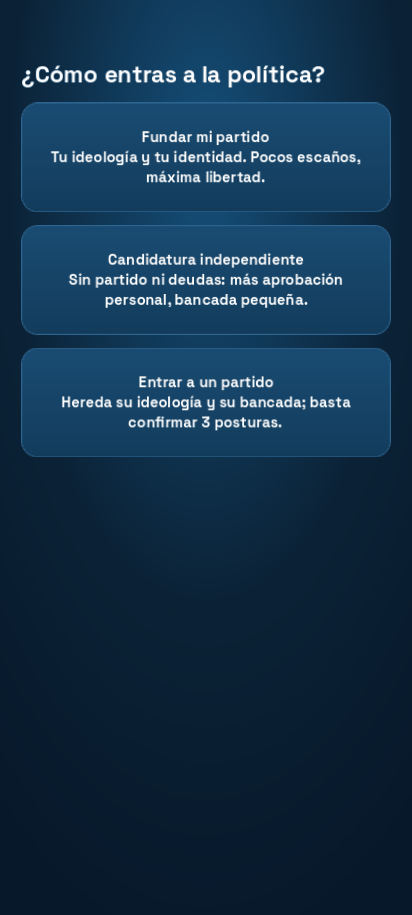 ¿Cómo entras a la política?
Fundar mi partido
Tu ideología y tu identidad. Pocos escaños,
máxima libertad.
Candidatura independiente
Sin partido ni deudas: más aprobación
personal, bancada pequeña.
Entrar a un partido
Hereda su ideología y su bancada; basta
confirmar 3 posturas.